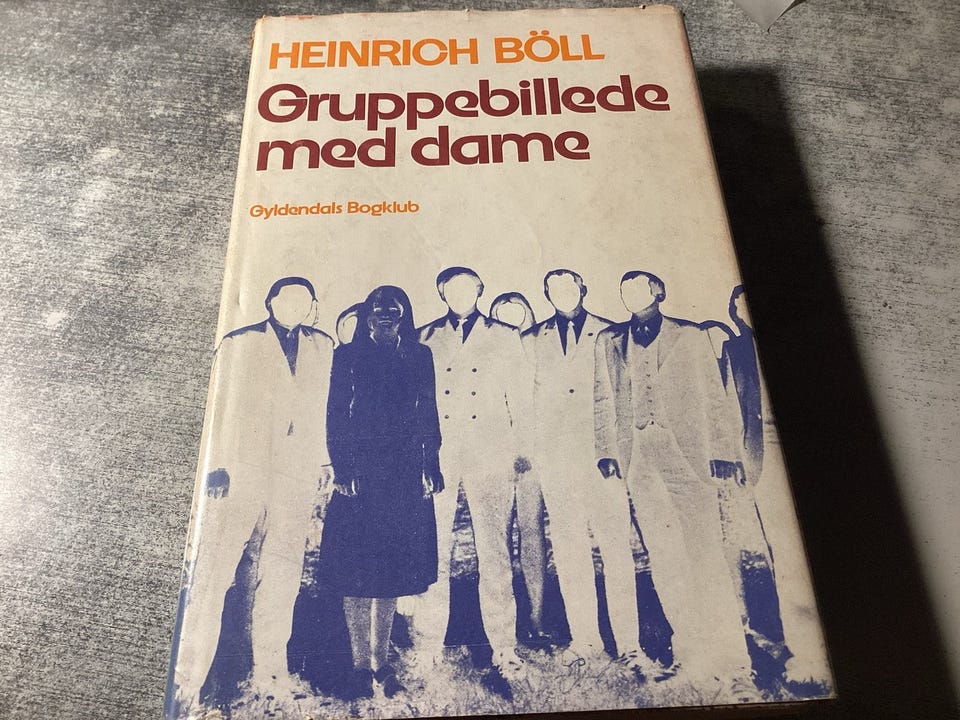 HEINRICH BÖLL
Gruppebillede
med dame
Gyldendals Bogklub